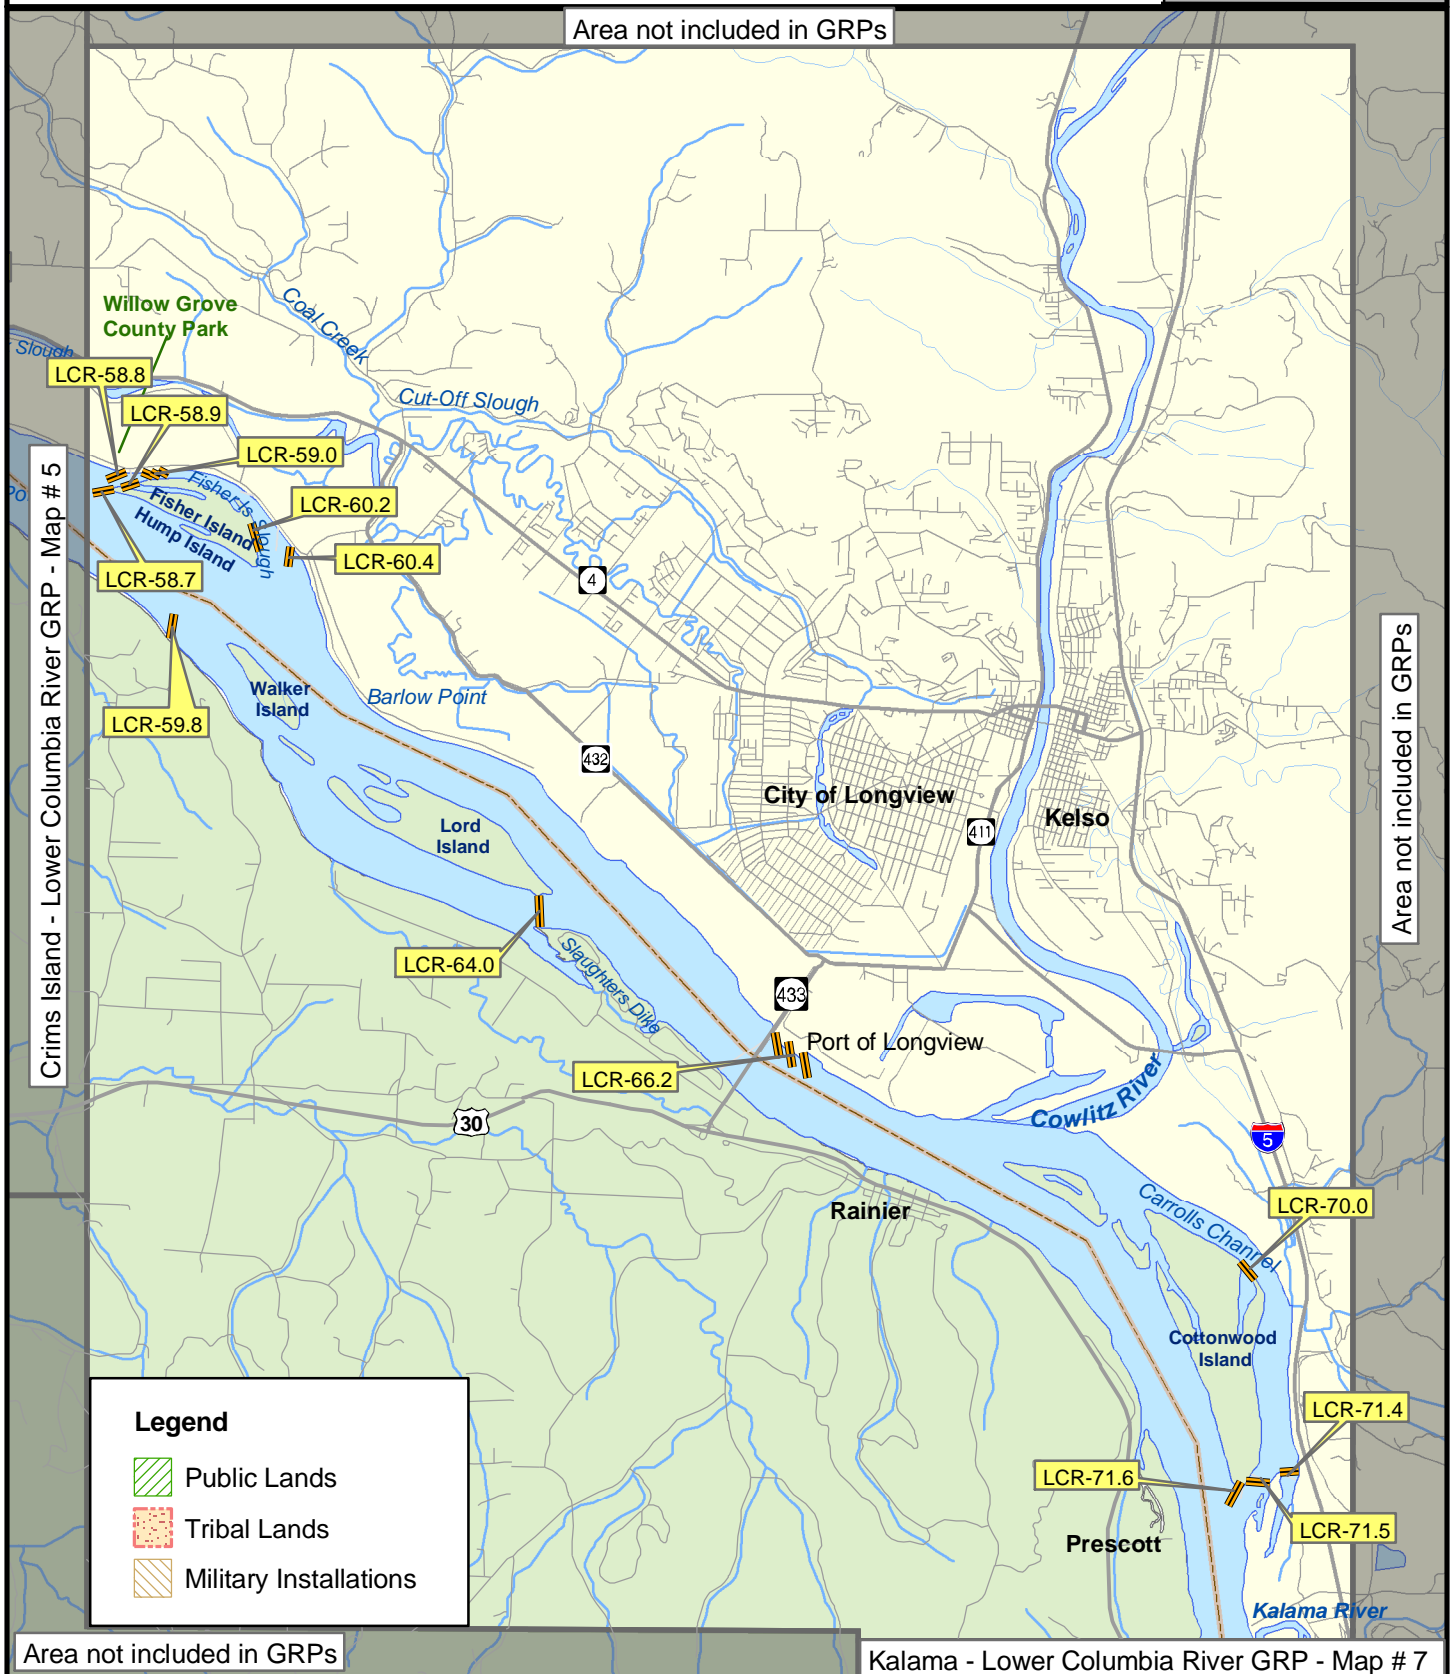 Area not included in GRPs
Willow Grove
County Park
Coal Creek
Slough
LCR-58.8
Cut-Off Slough
LCR-58.9
LCR-59.0
Fisher Is. Slough
LCR-60.2
Fisher Island
Hump Island
LCR-60.4
LCR-58.7
4
Crims Island - Lower Columbia River GRP - Map # 5
Area not included in GRPs
Walker
Island
Barlow Point
LCR-59.8
432
City of Longview
Kelso
411
Lord
Island
LCR-64.0
Slaughters Dike
433
Port of Longview
LCR-66.2
Cowlitz River
30
5
Carrolls Channel
LCR-70.0
Rainier
Cottonwood
Island
LCR-71.4
LCR-71.6
LCR-71.5
Prescott
Kalama River
Legend
Public Lands
Tribal Lands
Military Installations
Area not included in GRPs
Kalama - Lower Columbia River GRP - Map # 7